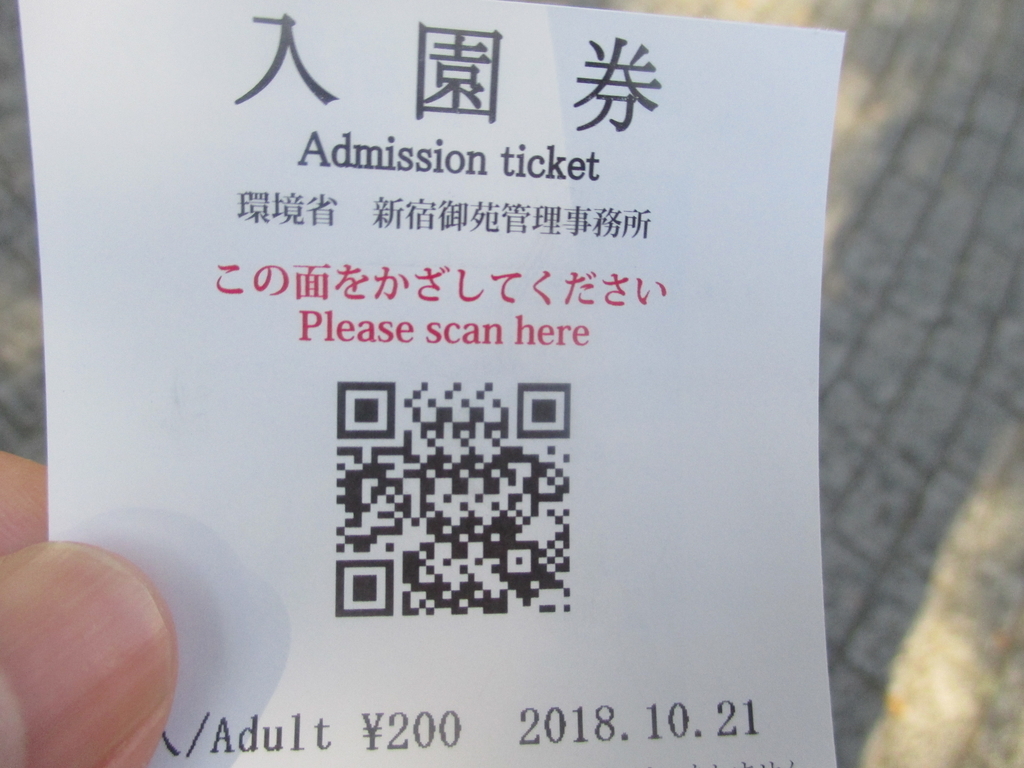 入園券
Admission ticket
環境省 新宿御苑管理事務所
この面をかざしてください
Please scan here
/Adult ¥200 2018.10.21